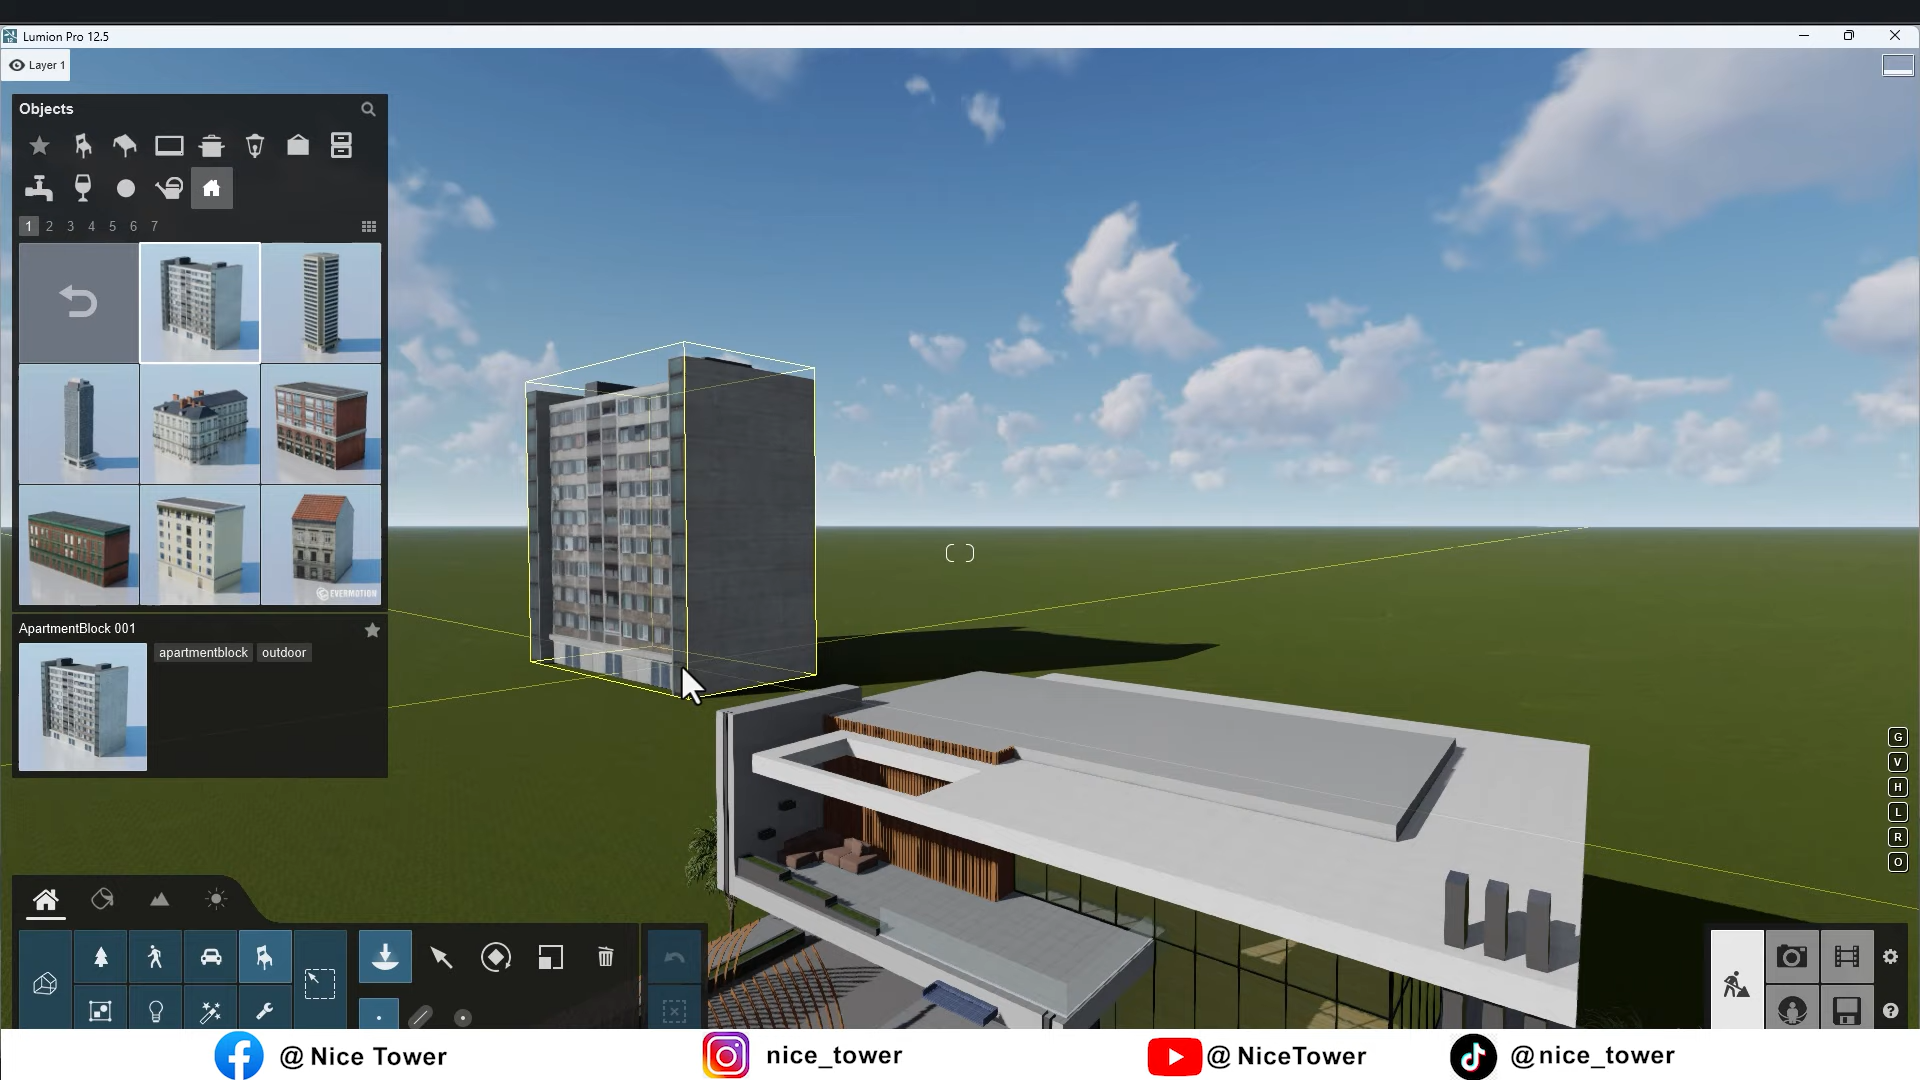 Lumion Pro 12.5
Layer 1
Objects
1 2 3 4 5 6 7
EVERMOTION
ApartmentBlock 001
apartmentblock outdoor
G
V
H
L
R
O
?
@ Nice Tower nice_tower @ NiceTower @nice_tower